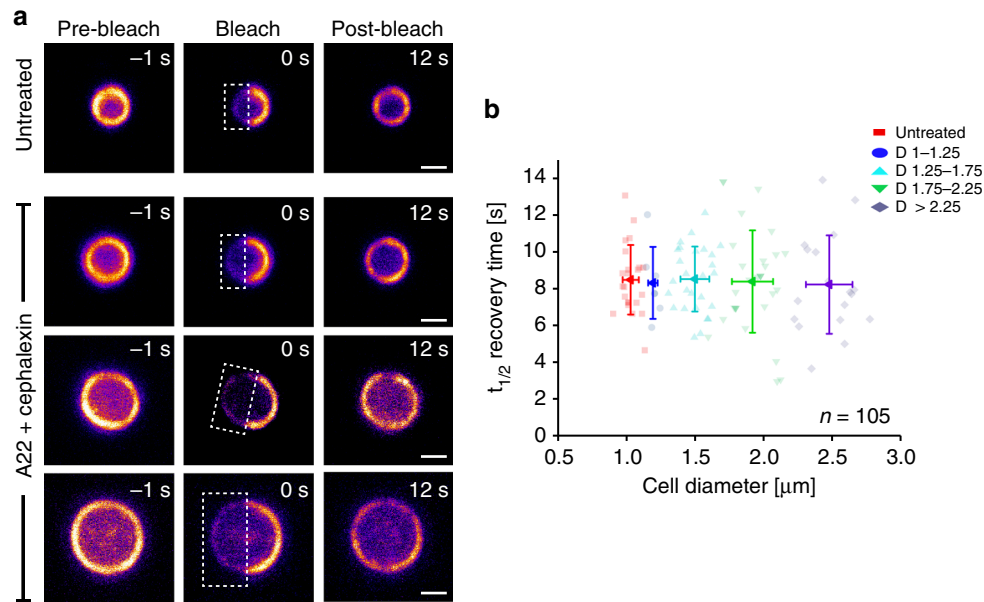 a
Pre-bleach Bleach Post-bleach
Untreated
–1 s 0 s 12 s
A22 + cephalexin
–1 s 0 s 12 s
–1 s 0 s 12 s
–1 s 0 s 12 s
b
Untreated
D 1–1.25
D 1.25–1.75
D 1.75–2.25
D > 2.25
t1/2 recovery time [s]
14
12
10
8
6
4
2
0
n = 105
0.5 1.0 1.5 2.0 2.5 3.0
Cell diameter [μm]